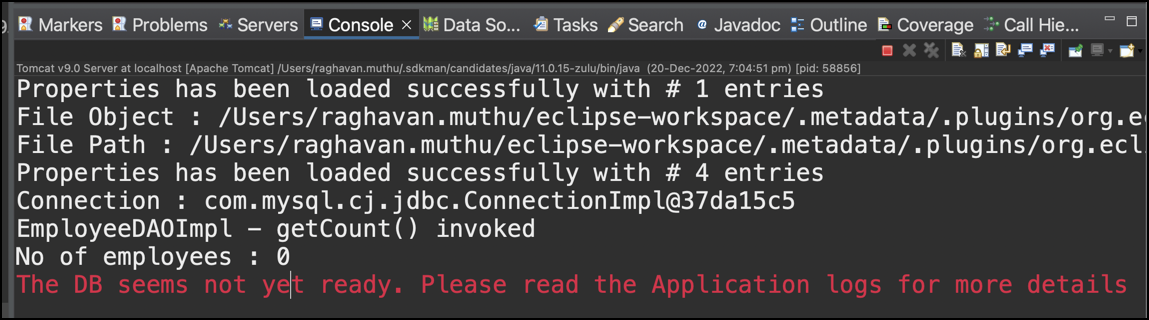 Markers Problems Servers Console Data So... Tasks Search Javadoc Outline Coverage Call Hie...
Tomcat v9.0 Server at localhost [Apache Tomcat] /Users/raghavan.muthu/.sdkman/candidates/java/11.0.15-zulu/bin/java (20-Dec-2022, 7:04:51 pm) [pid: 58856]
Properties has been loaded successfully with # 1 entries
File Object : /Users/raghavan.muthu/eclipse-workspace/.metadata/.plugins/org.e
File Path : /Users/raghavan.muthu/eclipse-workspace/.metadata/.plugins/org.ecl
Properties has been loaded successfully with # 4 entries
Connection : com.mysql.cj.jdbc.ConnectionImpl@37da15c5
EmployeeDAOImpl - getCount() invoked
No of employees : 0
The DB seems not yet ready. Please read the Application logs for more details